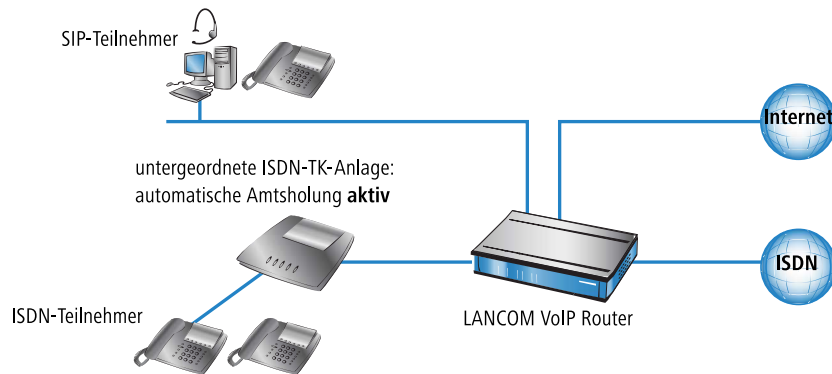 SIP-Teilnehmer
Internet
untergeordnete ISDN-TK-Anlage:
automatische Amtsholung aktiv
ISDN
ISDN-Teilnehmer
LANCOM VoIP Router